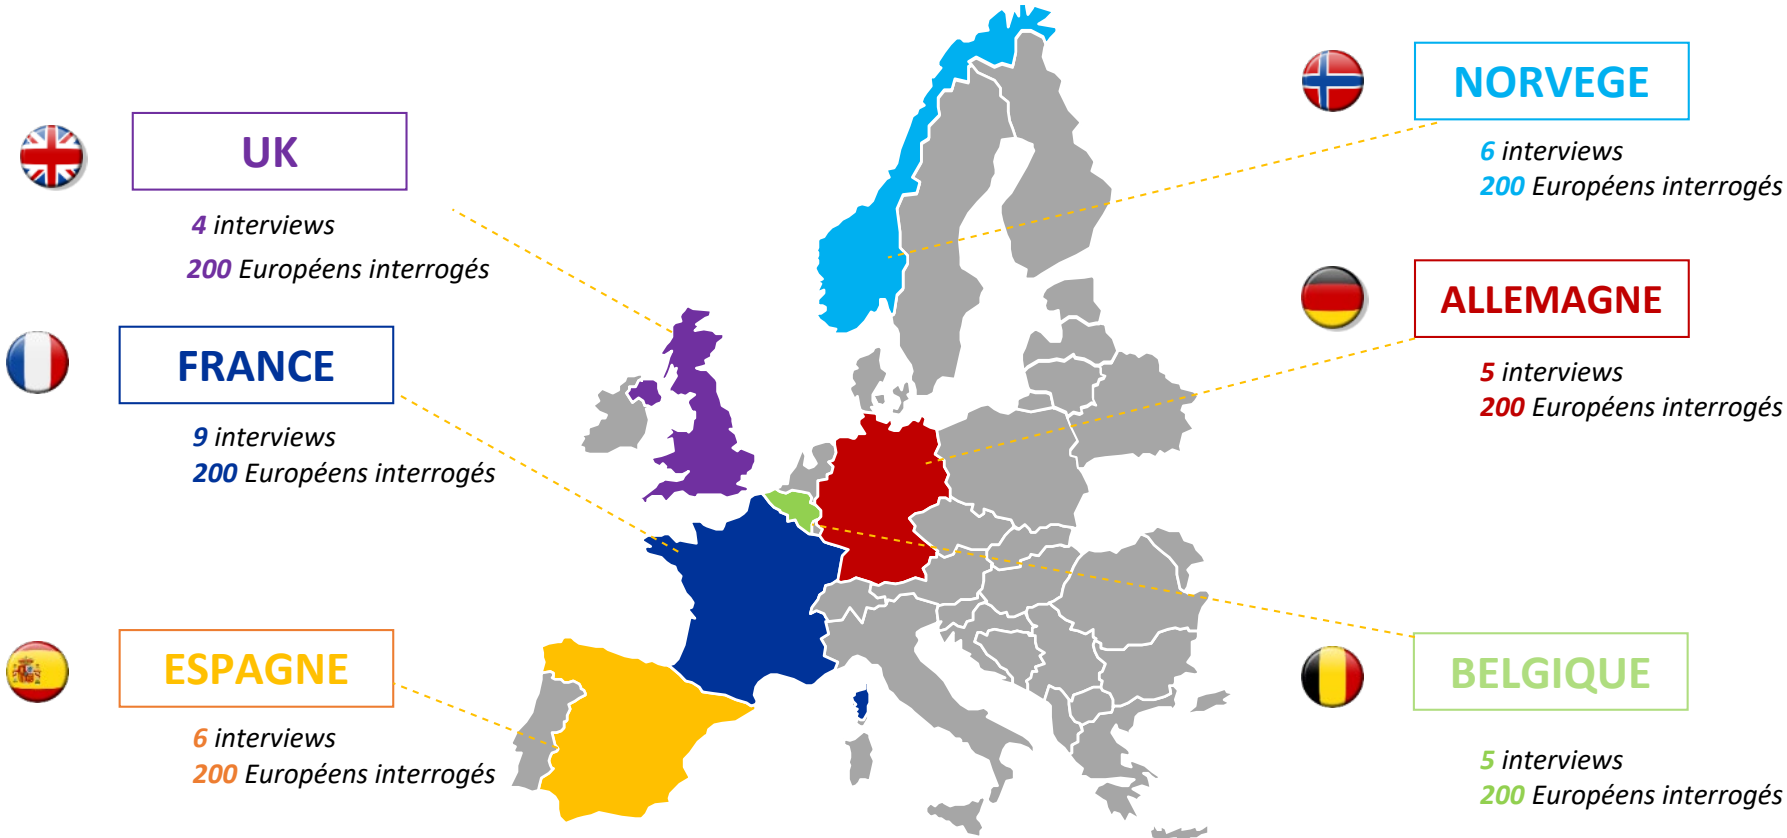 UK
4 interviews
200 Européens interrogés
FRANCE
9 interviews
200 Européens interrogés
ESPAGNE
6 interviews
200 Européens interrogés
NORVEGE
6 interviews
200 Européens interrogés
ALLEMAGNE
5 interviews
200 Européens interrogés
BELGIQUE
5 interviews
200 Européens interrogés